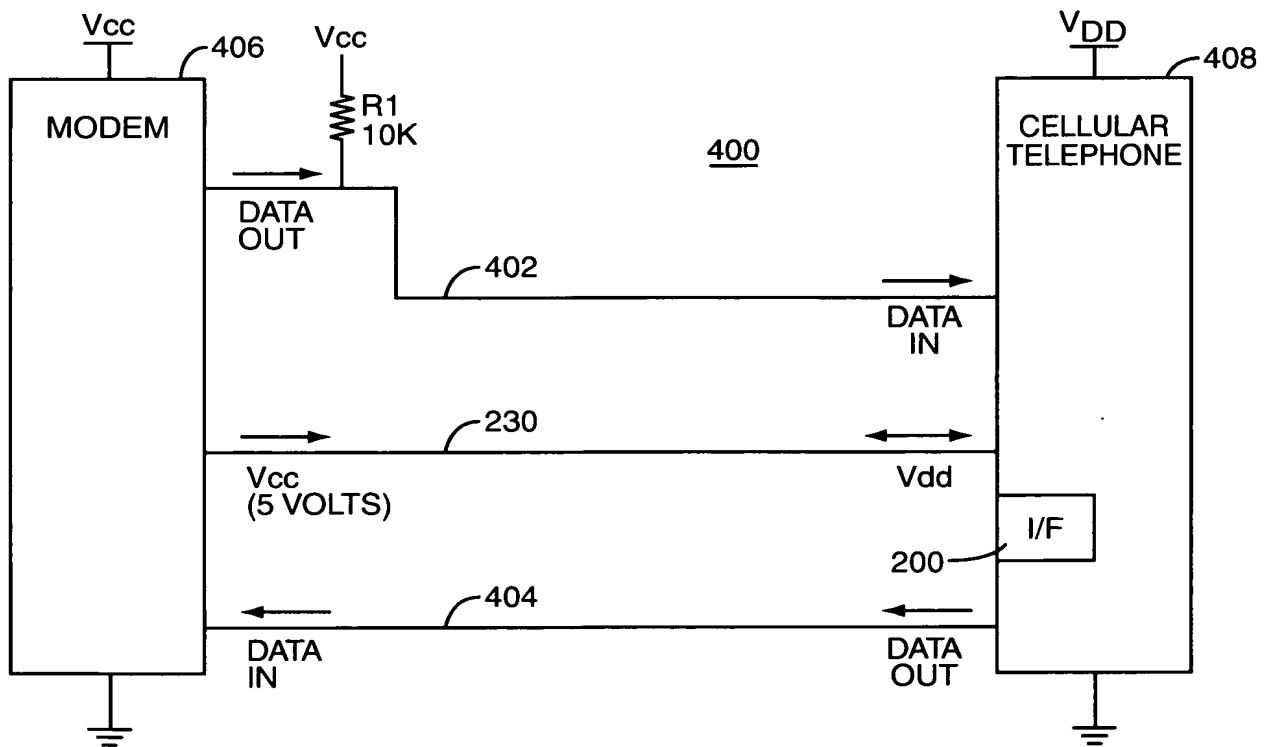 Vcc
406
Vcc
VDD
408
MODEM
R1
10K
400
CELLULAR
TELEPHONE
DATA
OUT
402
DATA
IN
230
Vcc
(5 VOLTS)
Vdd
I/F
200
404
DATA
IN
DATA
OUT